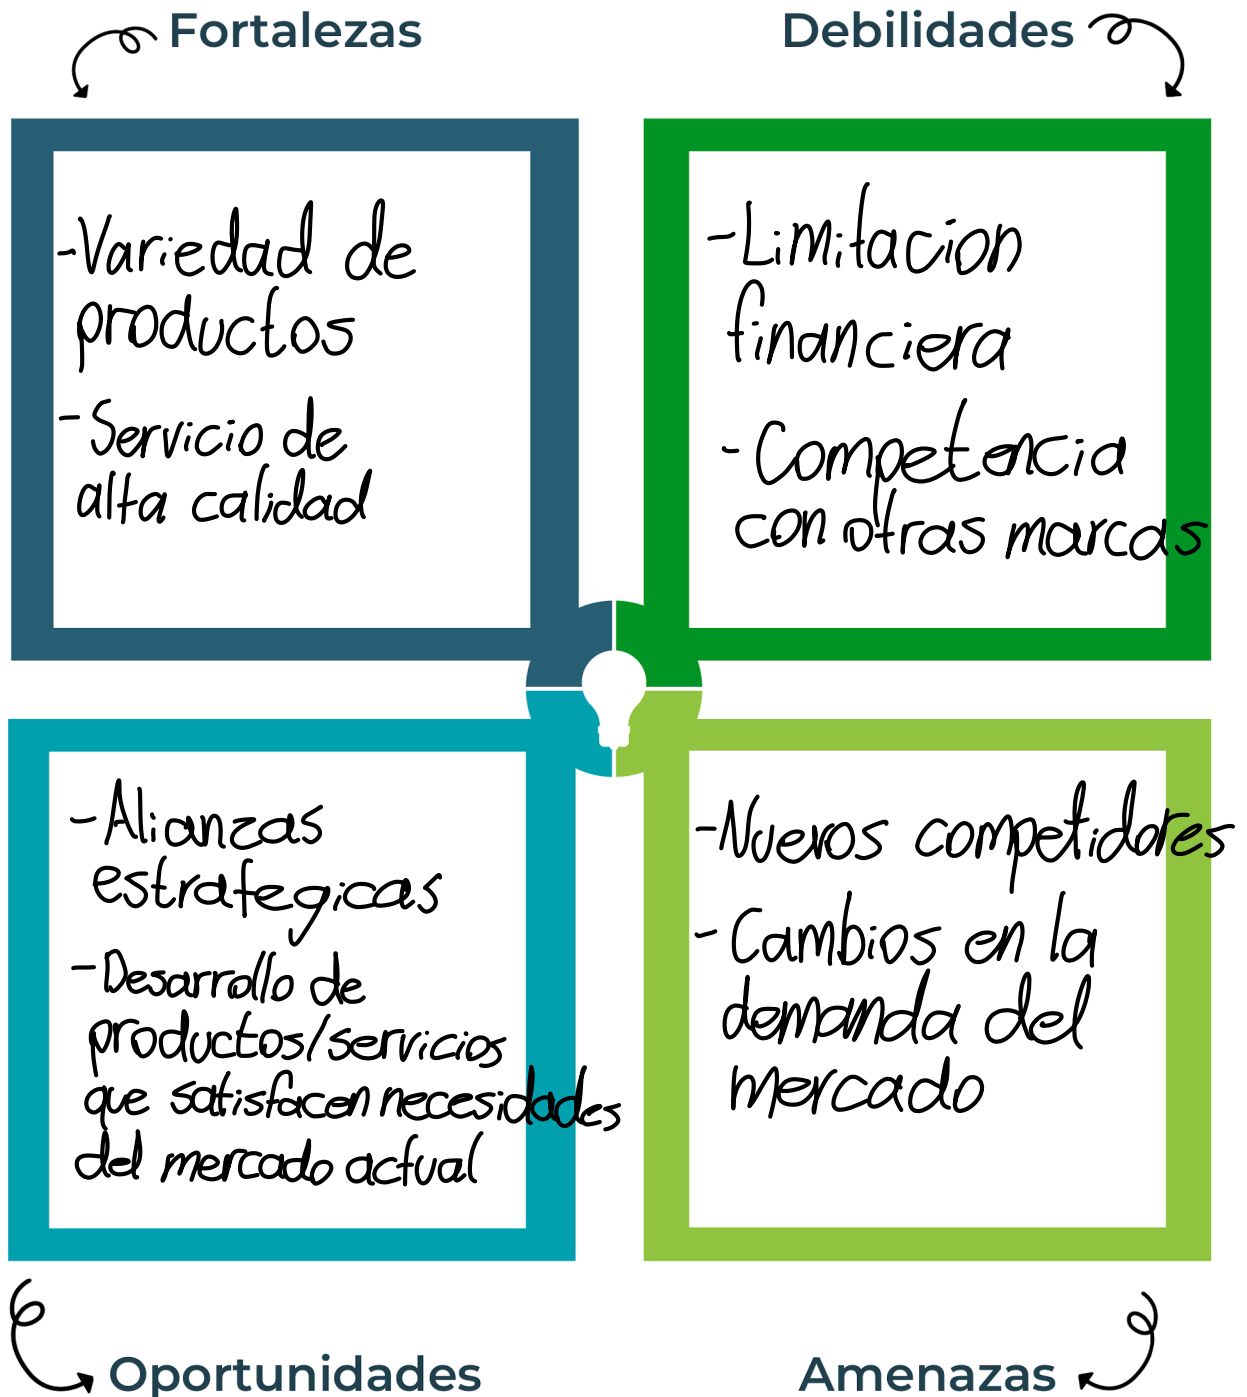 Fortalezas
-Variedad de
productos
-Servicio de
alta calidad
Debilidades
-Limitacion
financiera
-Competencia
con otras marcas
-Alianzas
estrategicas
-Desarrollo de
productos/servicios
que satisfacen necesidades
del mercado actual
Oportunidades
-Nuevos competidores
-Cambios en la
demanda del
mercado
Amenazas